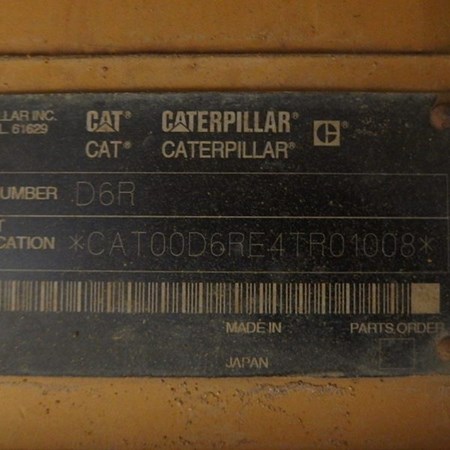 LLAR INC. CAT® CATERPILLAR®
L. 61629 CAT® CATERPILLAR®
UMBER D6R
T
CATION *CAT00D6RE4TR01008*
MADE IN PARTS ORDER
JAPAN